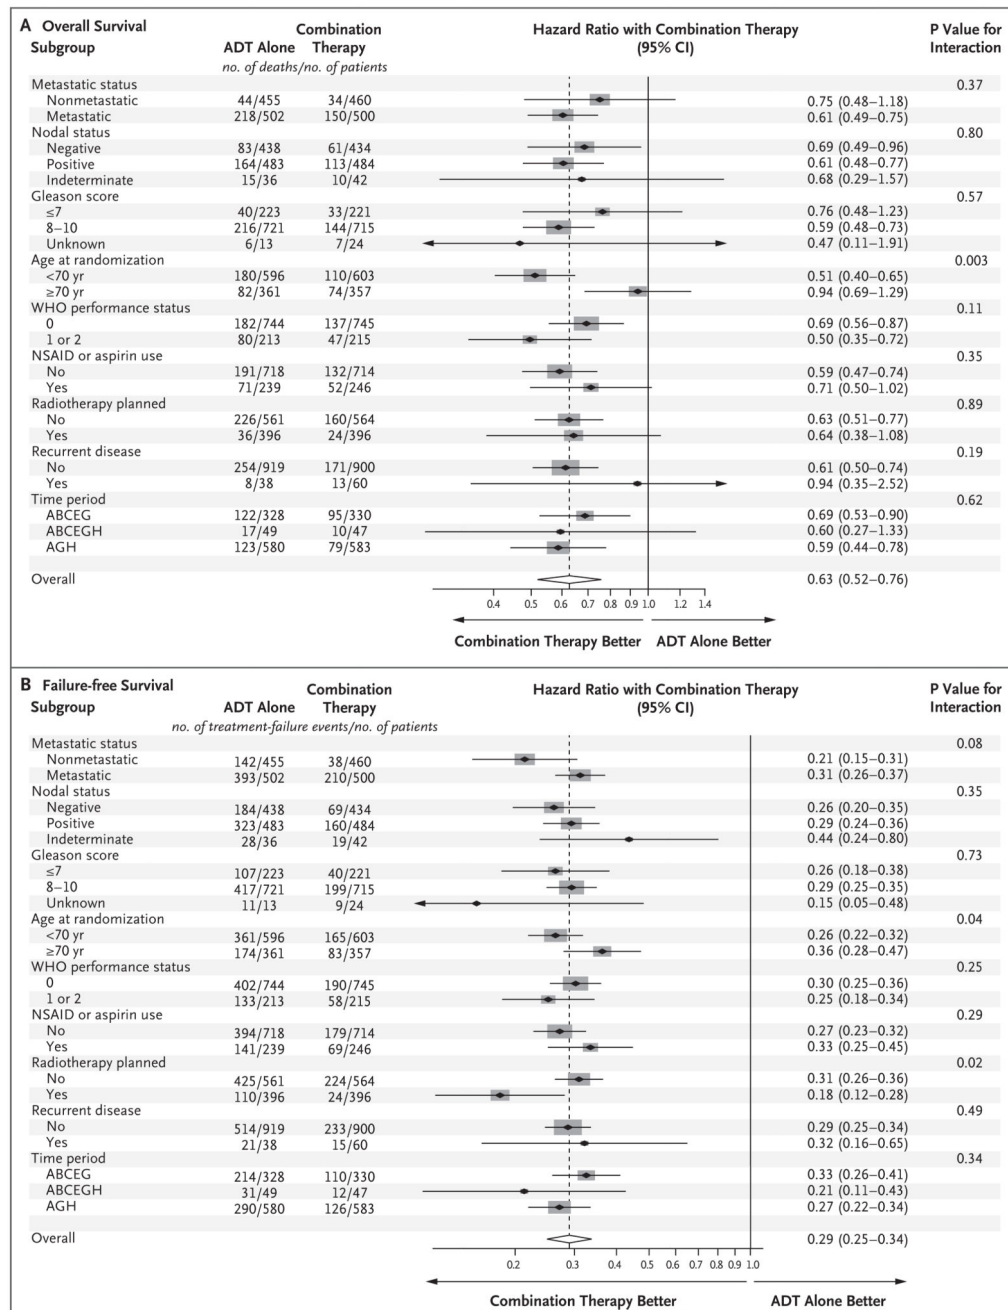 A Overall Survival
Subgroup ADT Alone Combination Therapy Hazard Ratio with Combination Therapy (95% CI) P Value for Interaction
no. of deaths/no. of patients
Metastatic status 0.37
Nonmetastatic 44/455 34/460 0.75 (0.48–1.18)
Metastatic 218/502 150/500 0.61 (0.49–0.75)
Nodal status 0.80
Negative 83/438 61/434 0.69 (0.49–0.96)
Positive 164/483 113/484 0.61 (0.48–0.77)
Indeterminate 15/36 10/42 0.68 (0.29–1.57)
Gleason score 0.57
≤7 40/223 33/221 0.76 (0.48–1.23)
8–10 216/721 144/715 0.59 (0.48–0.73)
Unknown 6/13 7/24 0.47 (0.11–1.91)
Age at randomization 0.003
<70 yr 180/596 110/603 0.51 (0.40–0.65)
≥70 yr 82/361 74/357 0.94 (0.69–1.29)
WHO performance status 0.11
0 182/744 137/745 0.69 (0.56–0.87)
1 or 2 80/213 47/215 0.50 (0.35–0.72)
NSAID or aspirin use 0.35
No 191/718 132/714 0.59 (0.47–0.74)
Yes 71/239 52/246 0.71 (0.50–1.02)
Radiotherapy planned 0.89
No 226/561 160/564 0.63 (0.51–0.77)
Yes 36/396 24/396 0.64 (0.38–1.08)
Recurrent disease 0.19
No 254/919 171/900 0.61 (0.50–0.74)
Yes 8/38 13/60 0.94 (0.35–2.52)
Time period 0.62
ABCEG 122/328 95/330 0.69 (0.53–0.90)
ABCEGH 17/49 10/47 0.60 (0.27–1.33)
AGH 123/580 79/583 0.59 (0.44–0.78)
Overall 0.63 (0.52–0.76)
0.4 0.5 0.6 0.7 0.8 0.9 1.0 1.2 1.4
Combination Therapy Better ADT Alone Better
B Failure-free Survival
Subgroup ADT Alone Combination Therapy Hazard Ratio with Combination Therapy (95% CI) P Value for Interaction
no. of treatment-failure events/no. of patients
Metastatic status 0.08
Nonmetastatic 142/455 38/460 0.21 (0.15–0.31)
Metastatic 393/502 210/500 0.31 (0.26–0.37)
Nodal status 0.35
Negative 184/438 69/434 0.26 (0.20–0.35)
Positive 323/483 160/484 0.29 (0.24–0.36)
Indeterminate 28/36 19/42 0.44 (0.24–0.80)
Gleason score 0.73
≤7 107/223 40/221 0.26 (0.18–0.38)
8–10 417/721 199/715 0.29 (0.25–0.35)
Unknown 11/13 9/24 0.15 (0.05–0.48)
Age at randomization 0.04
<70 yr 361/596 165/603 0.26 (0.22–0.32)
≥70 yr 174/361 83/357 0.36 (0.28–0.47)
WHO performance status 0.25
0 402/744 190/745 0.30 (0.25–0.36)
1 or 2 133/213 58/215 0.25 (0.18–0.34)
NSAID or aspirin use 0.29
No 394/718 179/714 0.27 (0.23–0.32)
Yes 141/239 69/246 0.33 (0.25–0.45)
Radiotherapy planned 0.02
No 425/561 224/564 0.31 (0.26–0.36)
Yes 110/396 24/396 0.18 (0.12–0.28)
Recurrent disease 0.49
No 514/919 233/900 0.29 (0.25–0.34)
Yes 21/38 15/60 0.32 (0.16–0.65)
Time period 0.34
ABCEG 214/328 110/330 0.33 (0.26–0.41)
ABCEGH 31/49 12/47 0.21 (0.11–0.43)
AGH 290/580 126/583 0.27 (0.22–0.34)
Overall 0.29 (0.25–0.34)
0.2 0.3 0.4 0.5 0.6 0.7 0.8 0.9 1.0
Combination Therapy Better ADT Alone Better